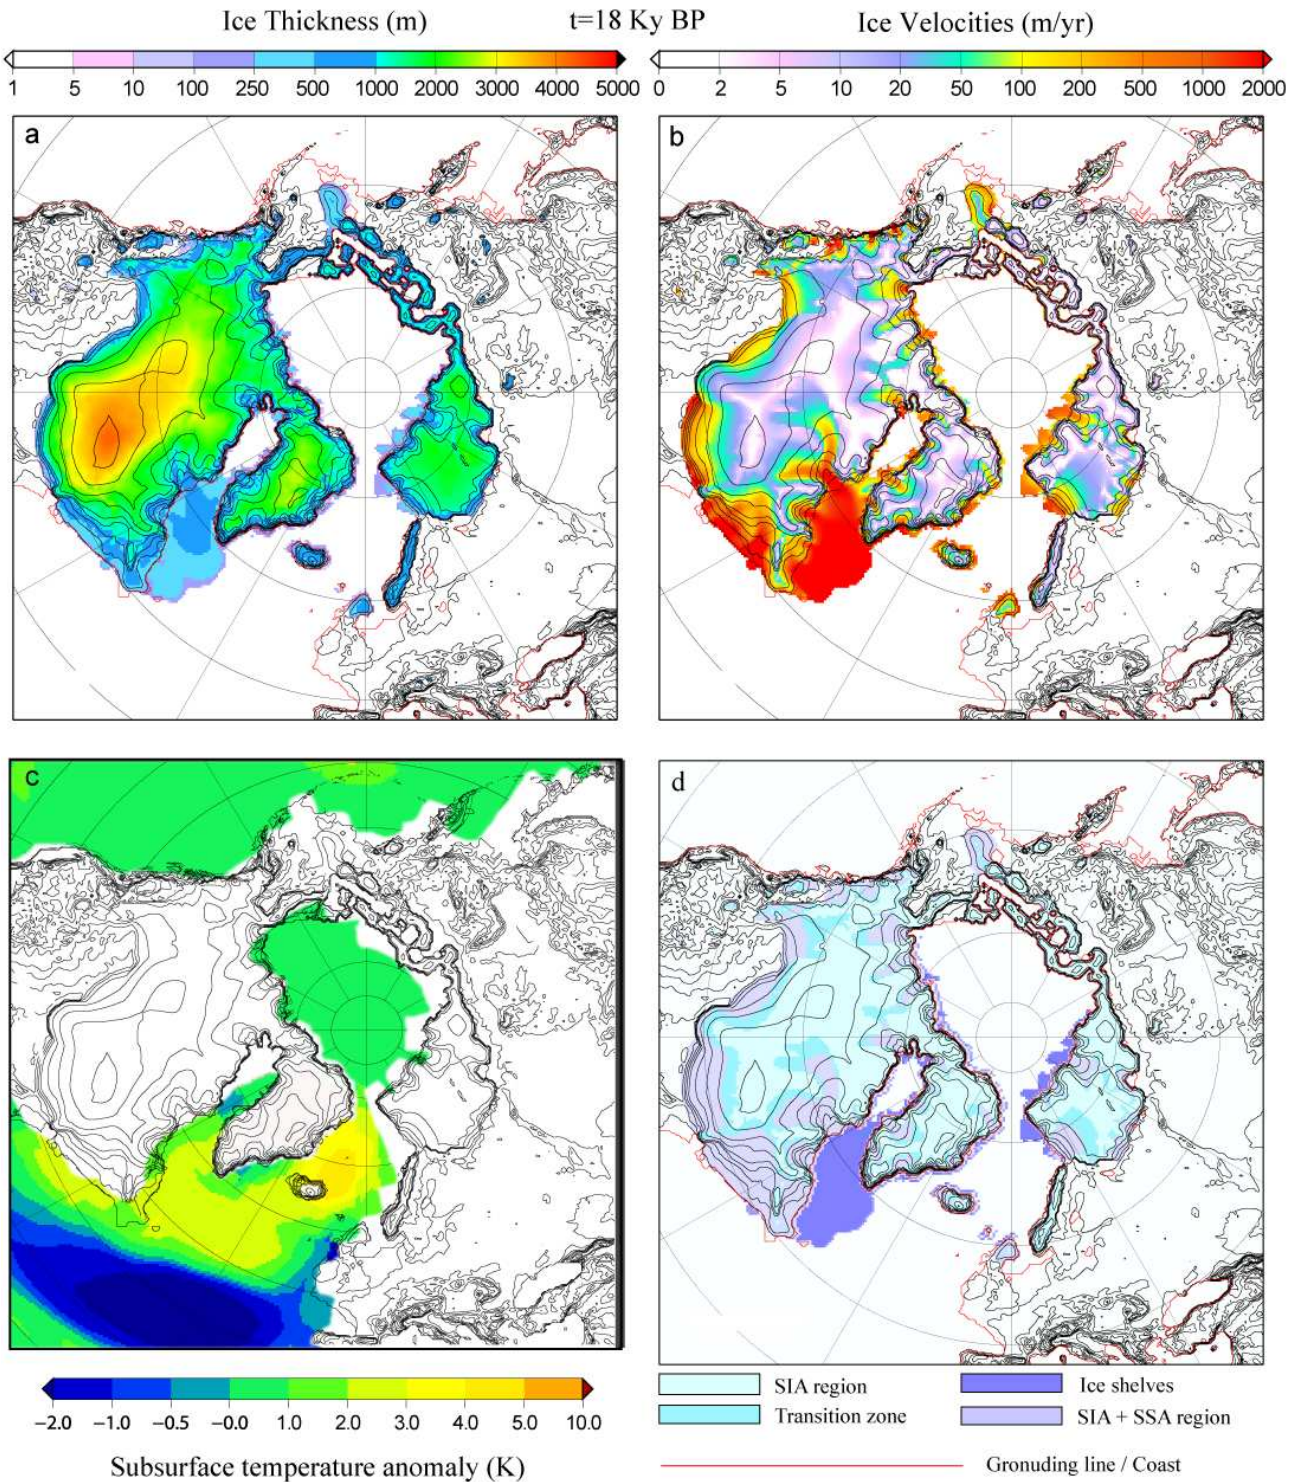 Ice Thickness (m) t=18 Ky BP Ice Velocities (m/yr)
1 5 10 100 250 500 1000 2000 3000 4000 5000 0 2 5 10 20 50 100 200 500 1000 2000
a b
c d
−2.0 −1.0 −0.5 −0.0 1.0 2.0 3.0 4.0 5.0 10.0
Subsurface temperature anomaly (K)
SIA region Ice shelves
Transition zone SIA + SSA region
Gronuding line / Coast